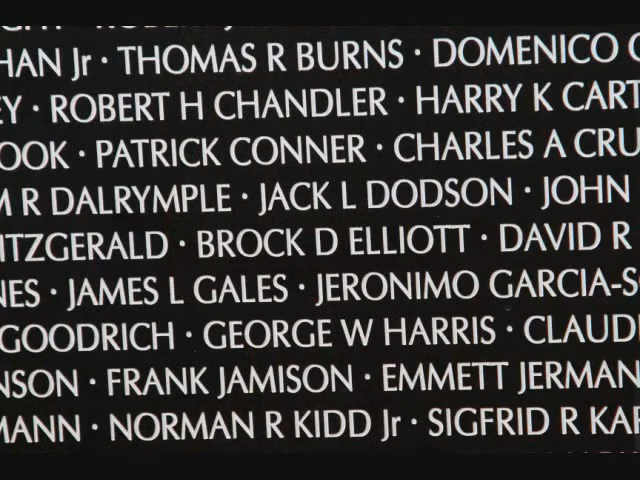 HAN Jr · THOMAS R BURNS · DOMENICO
EY · ROBERT H CHANDLER · HARRY K CART
OOK · PATRICK CONNER · CHARLES A CRU
M R DALRYMPLE · JACK L DODSON · JOHN
ITZGERALD · BROCK D ELLIOTT · DAVID R
NES · JAMES L GALES · JERONIMO GARCIA-S
GOODRICH · GEORGE W HARRIS · CLAUD
NSON · FRANK JAMISON · EMMETT JERMAN
MANN · NORMAN R KIDD Jr · SIGFRID R KAR